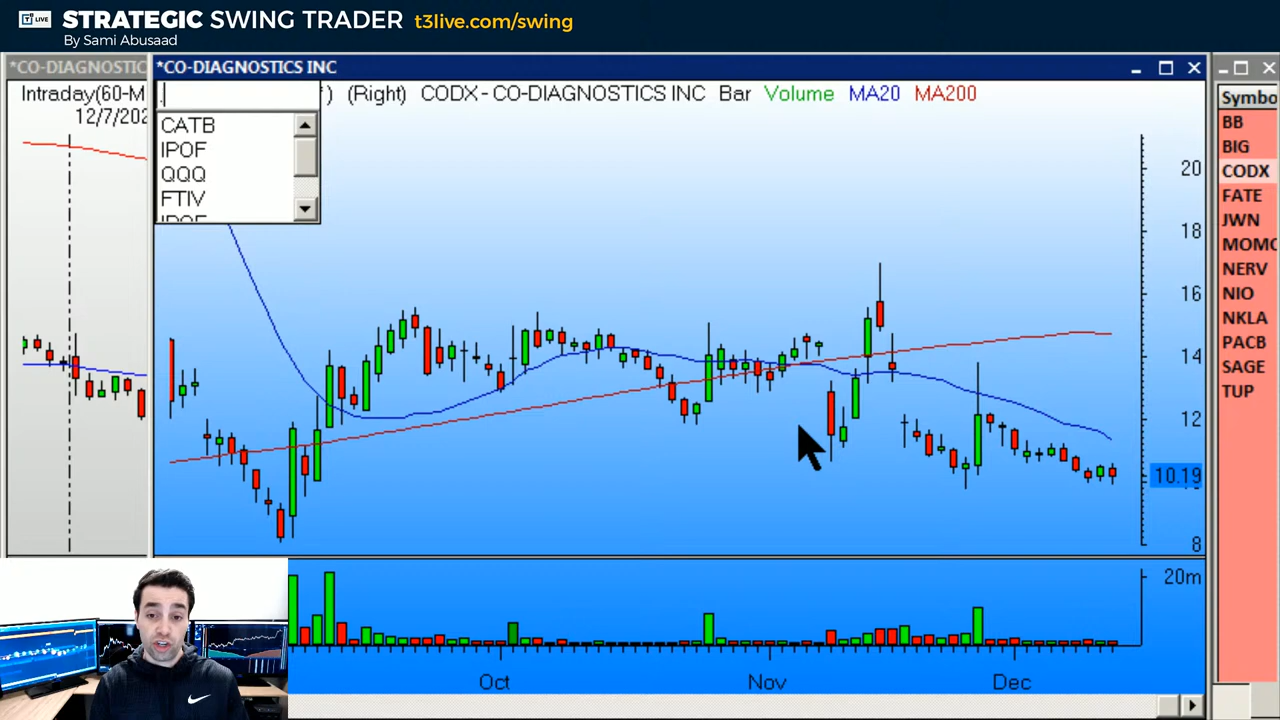 T3 LIVE STRATEGIC SWING TRADER t3live.com/swing
By Sami Abusaad
*CO-DIAGNOSTIC
*CO-DIAGNOSTICS INC
Intraday(60-M
12/7/202
) (Right) CODX - CO-DIAGNOSTICS INC Bar Volume MA20 MA200
CATB
IPOF
QQQ
FTIV
IPOF
20
18
16
14
12
10.19
8
20m
Oct
Nov
Dec
Symbo
BB
BIG
CODX
FATE
JWN
MOMO
NERV
NIO
NKLA
PACB
SAGE
TUP